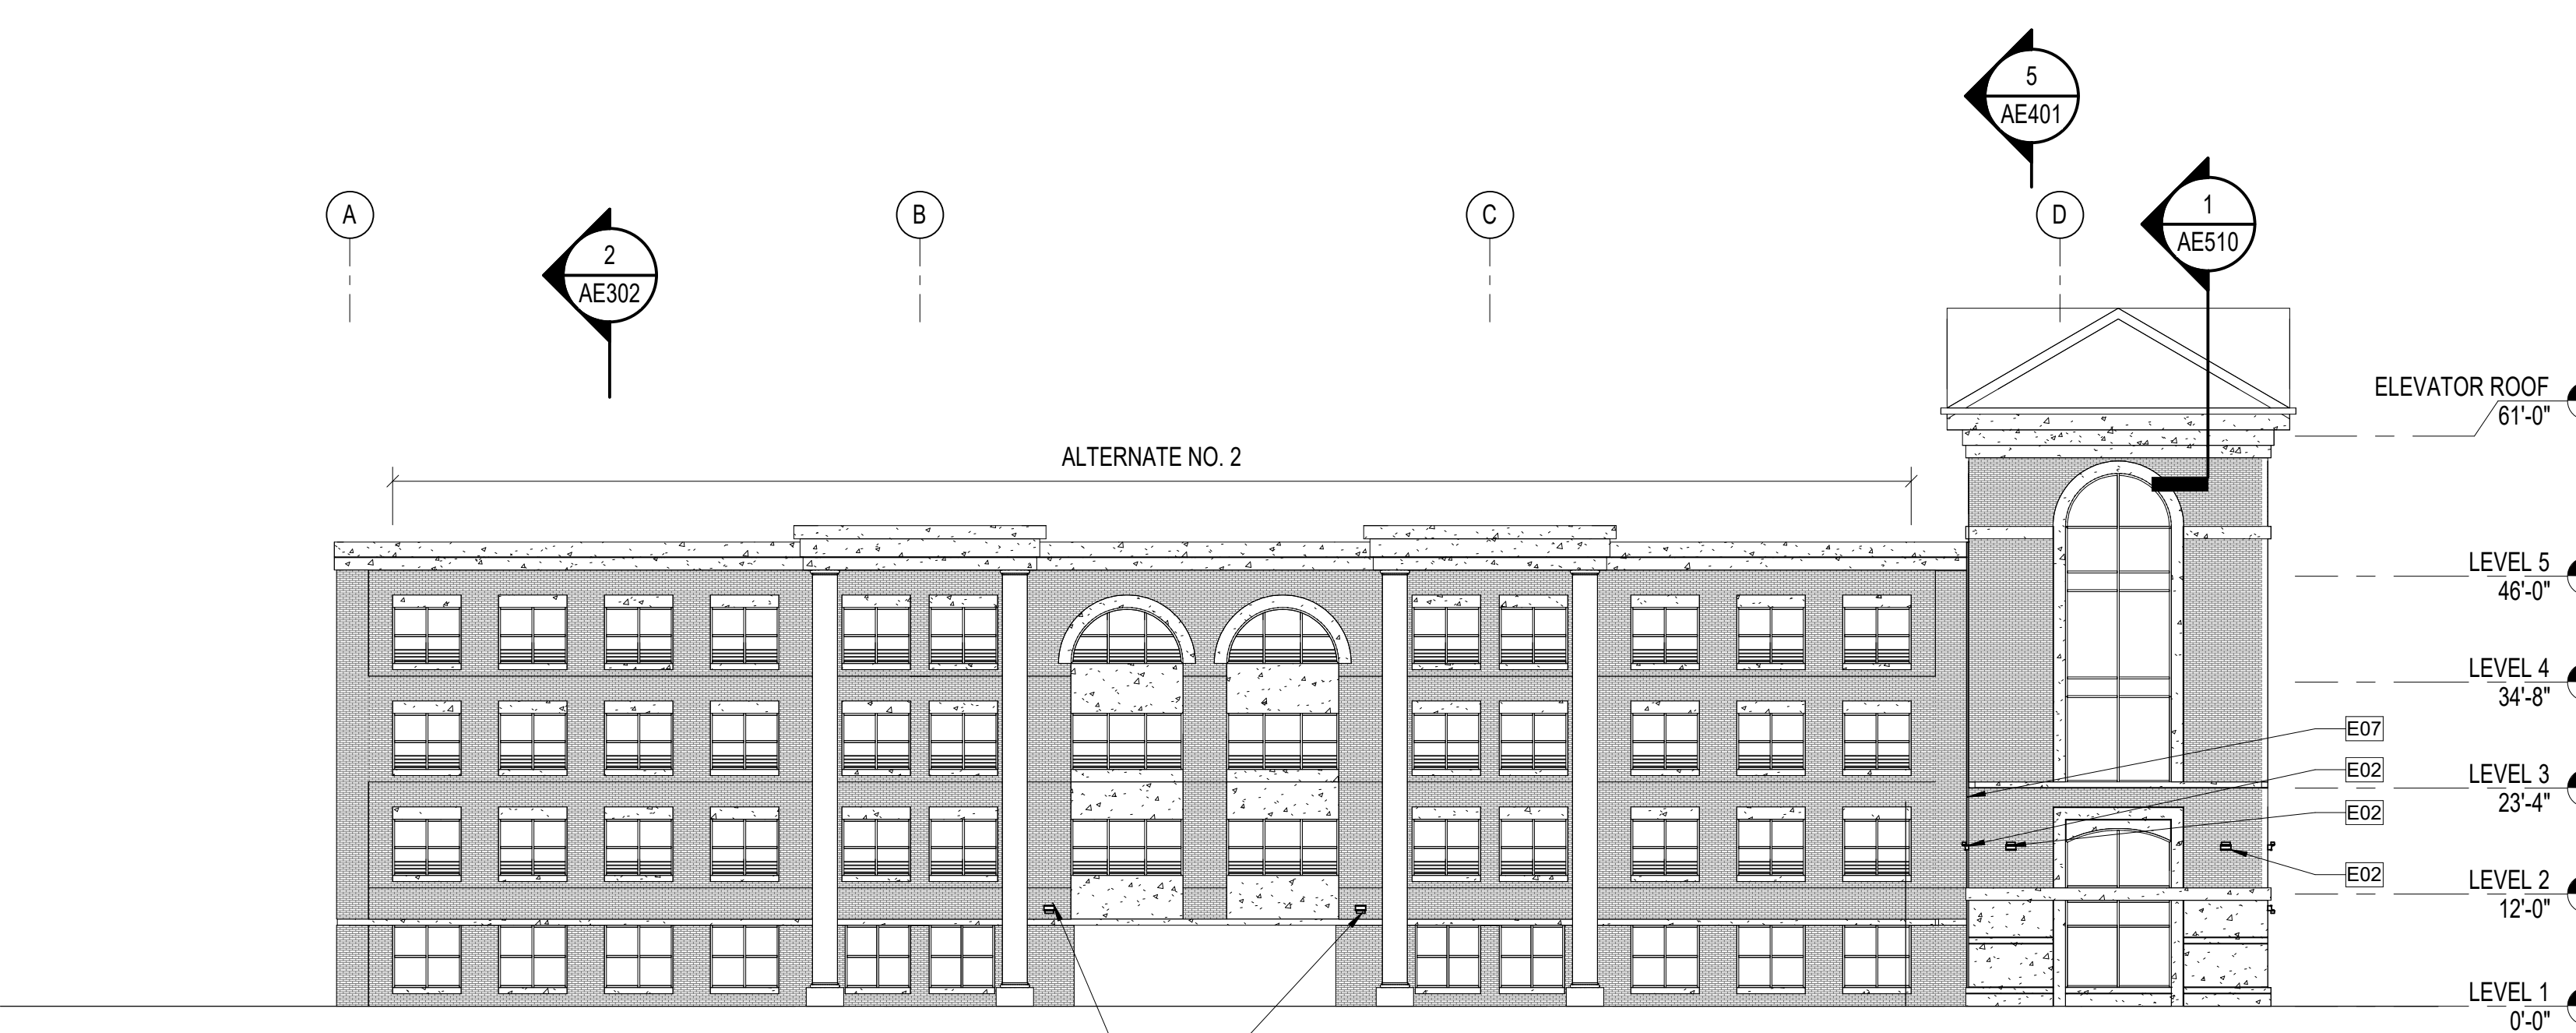 5
AE401
1
AE510
A
B
C
D
2
AE302
ELEVATOR ROOF
61'-0"
ALTERNATE NO. 2
LEVEL 5
46'-0"
LEVEL 4
34'-8"
E07
E02
LEVEL 3
23'-4"
E02
E02
LEVEL 2
12'-0"
LEVEL 1
0'-0"